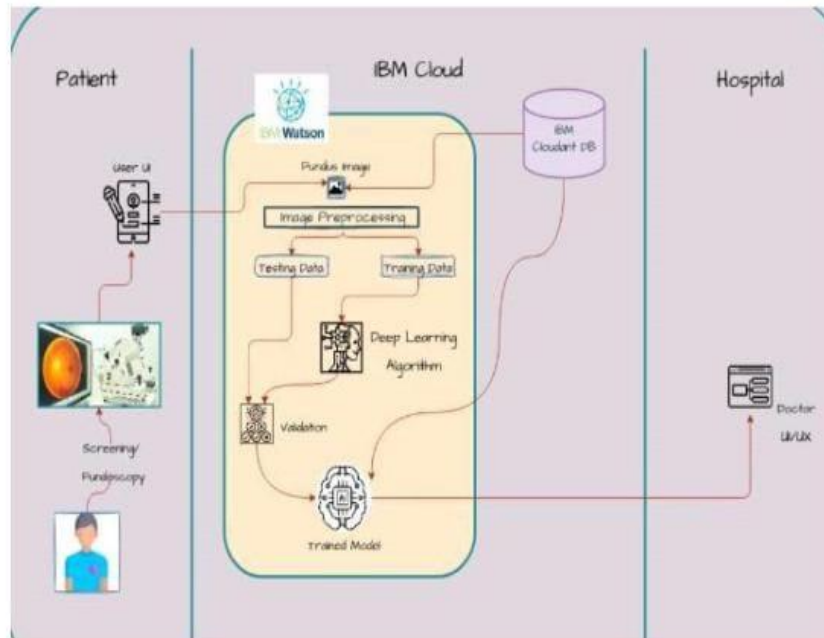 Patient
IBM Cloud
Hospital
IBM Watson
IBM
Cloudant DB
User UI
Fundus Image
Image Preprocessing
Testing Data
Training Data
Deep Learning
Algorithm
Validation
Screening/
Fundoscopy
Trained Model
Doctor
UI/UX